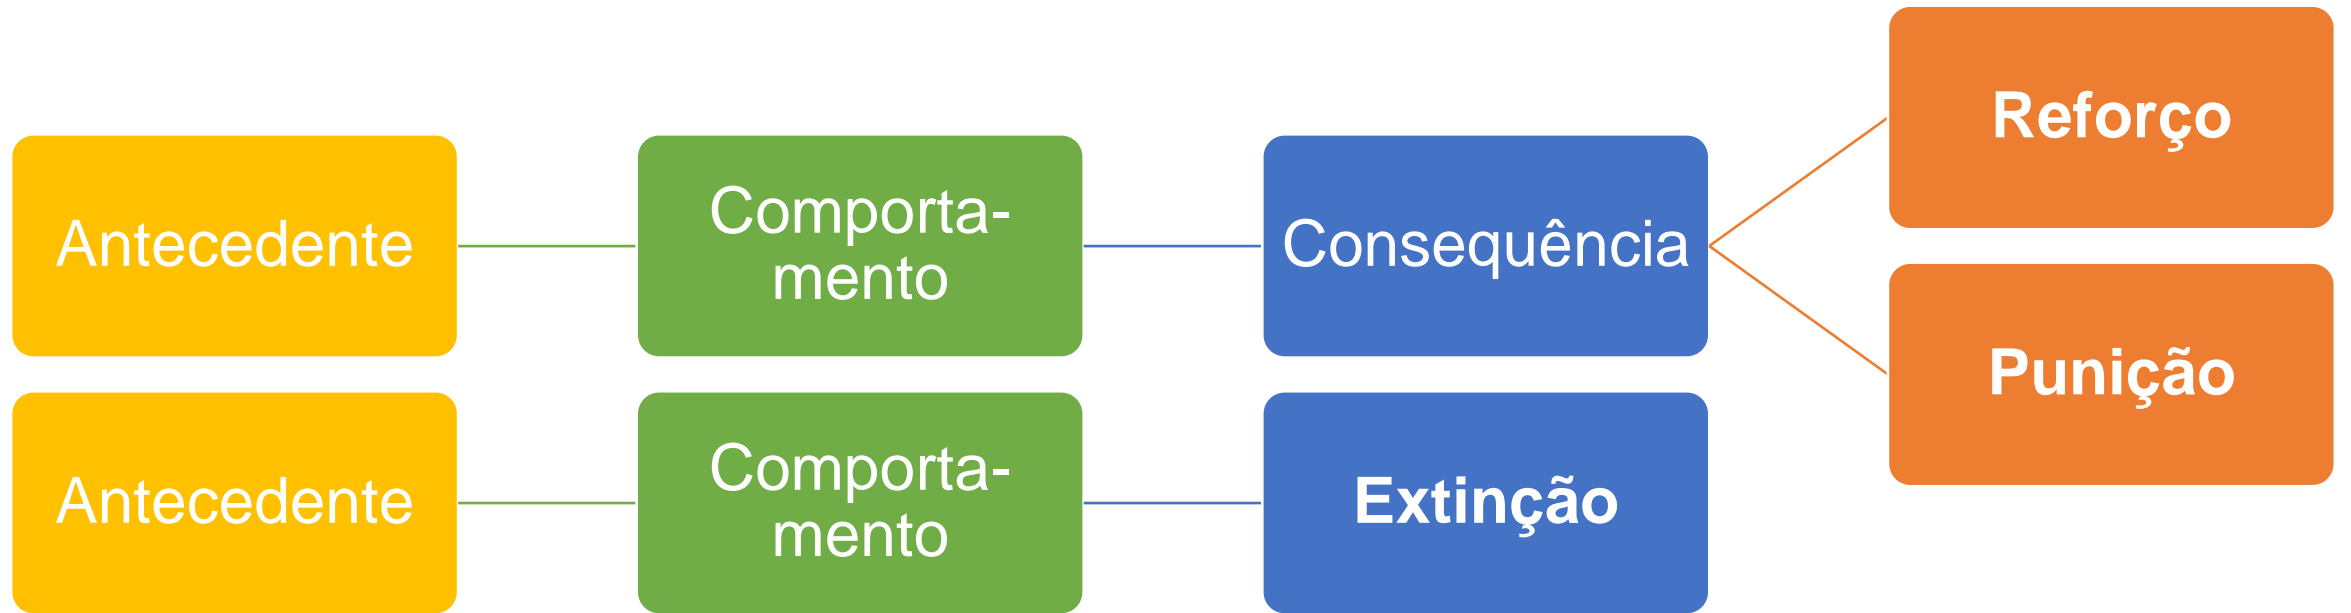 Antecedente
Comporta-
mento
Consequência
Reforço
Punição
Antecedente
Comporta-
mento
Extinção